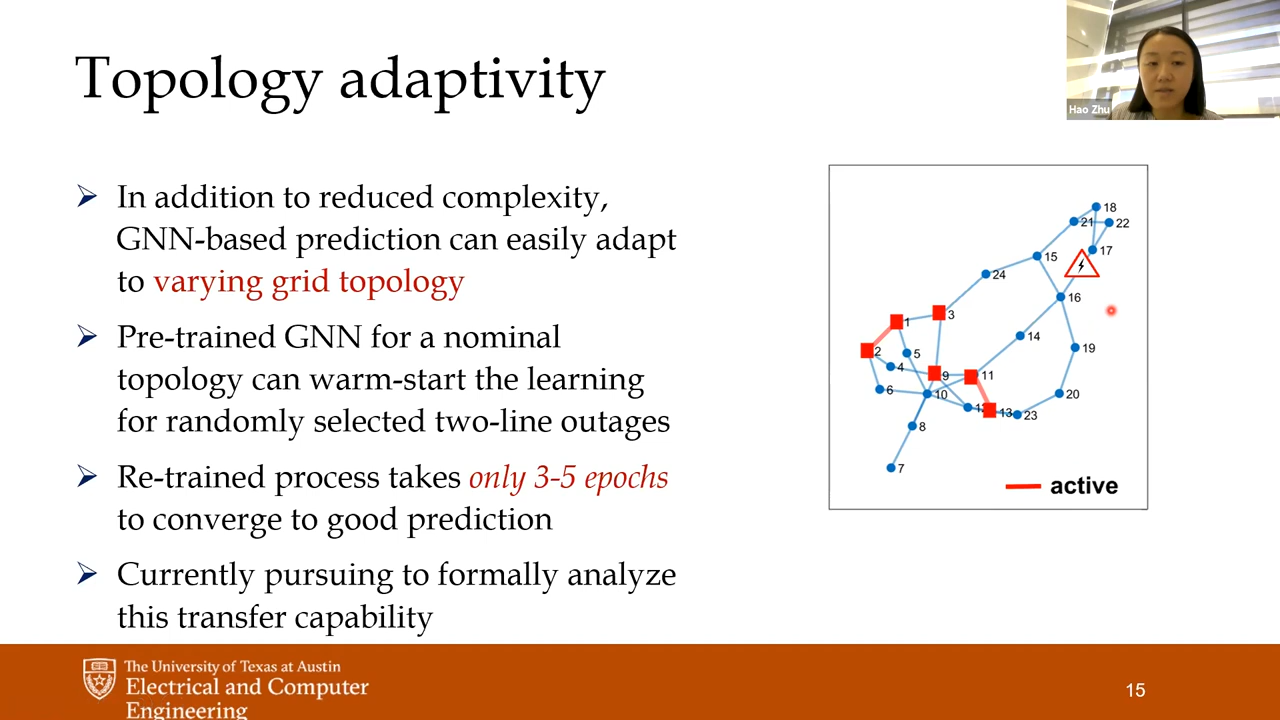 Topology adaptivity
Hao Zhu
➢ In addition to reduced complexity,
GNN-based prediction can easily adapt
to varying grid topology
➢ Pre-trained GNN for a nominal
topology can warm-start the learning
for randomly selected two-line outages
➢ Re-trained process takes only 3-5 epochs
to converge to good prediction
➢ Currently pursuing to formally analyze
this transfer capability
18
21
22
17
15
24
16
1
3
14
19
2
5
4
9
11
6
10
13
23
20
8
7
active
The University of Texas at Austin
Electrical and Computer
Engineering
15